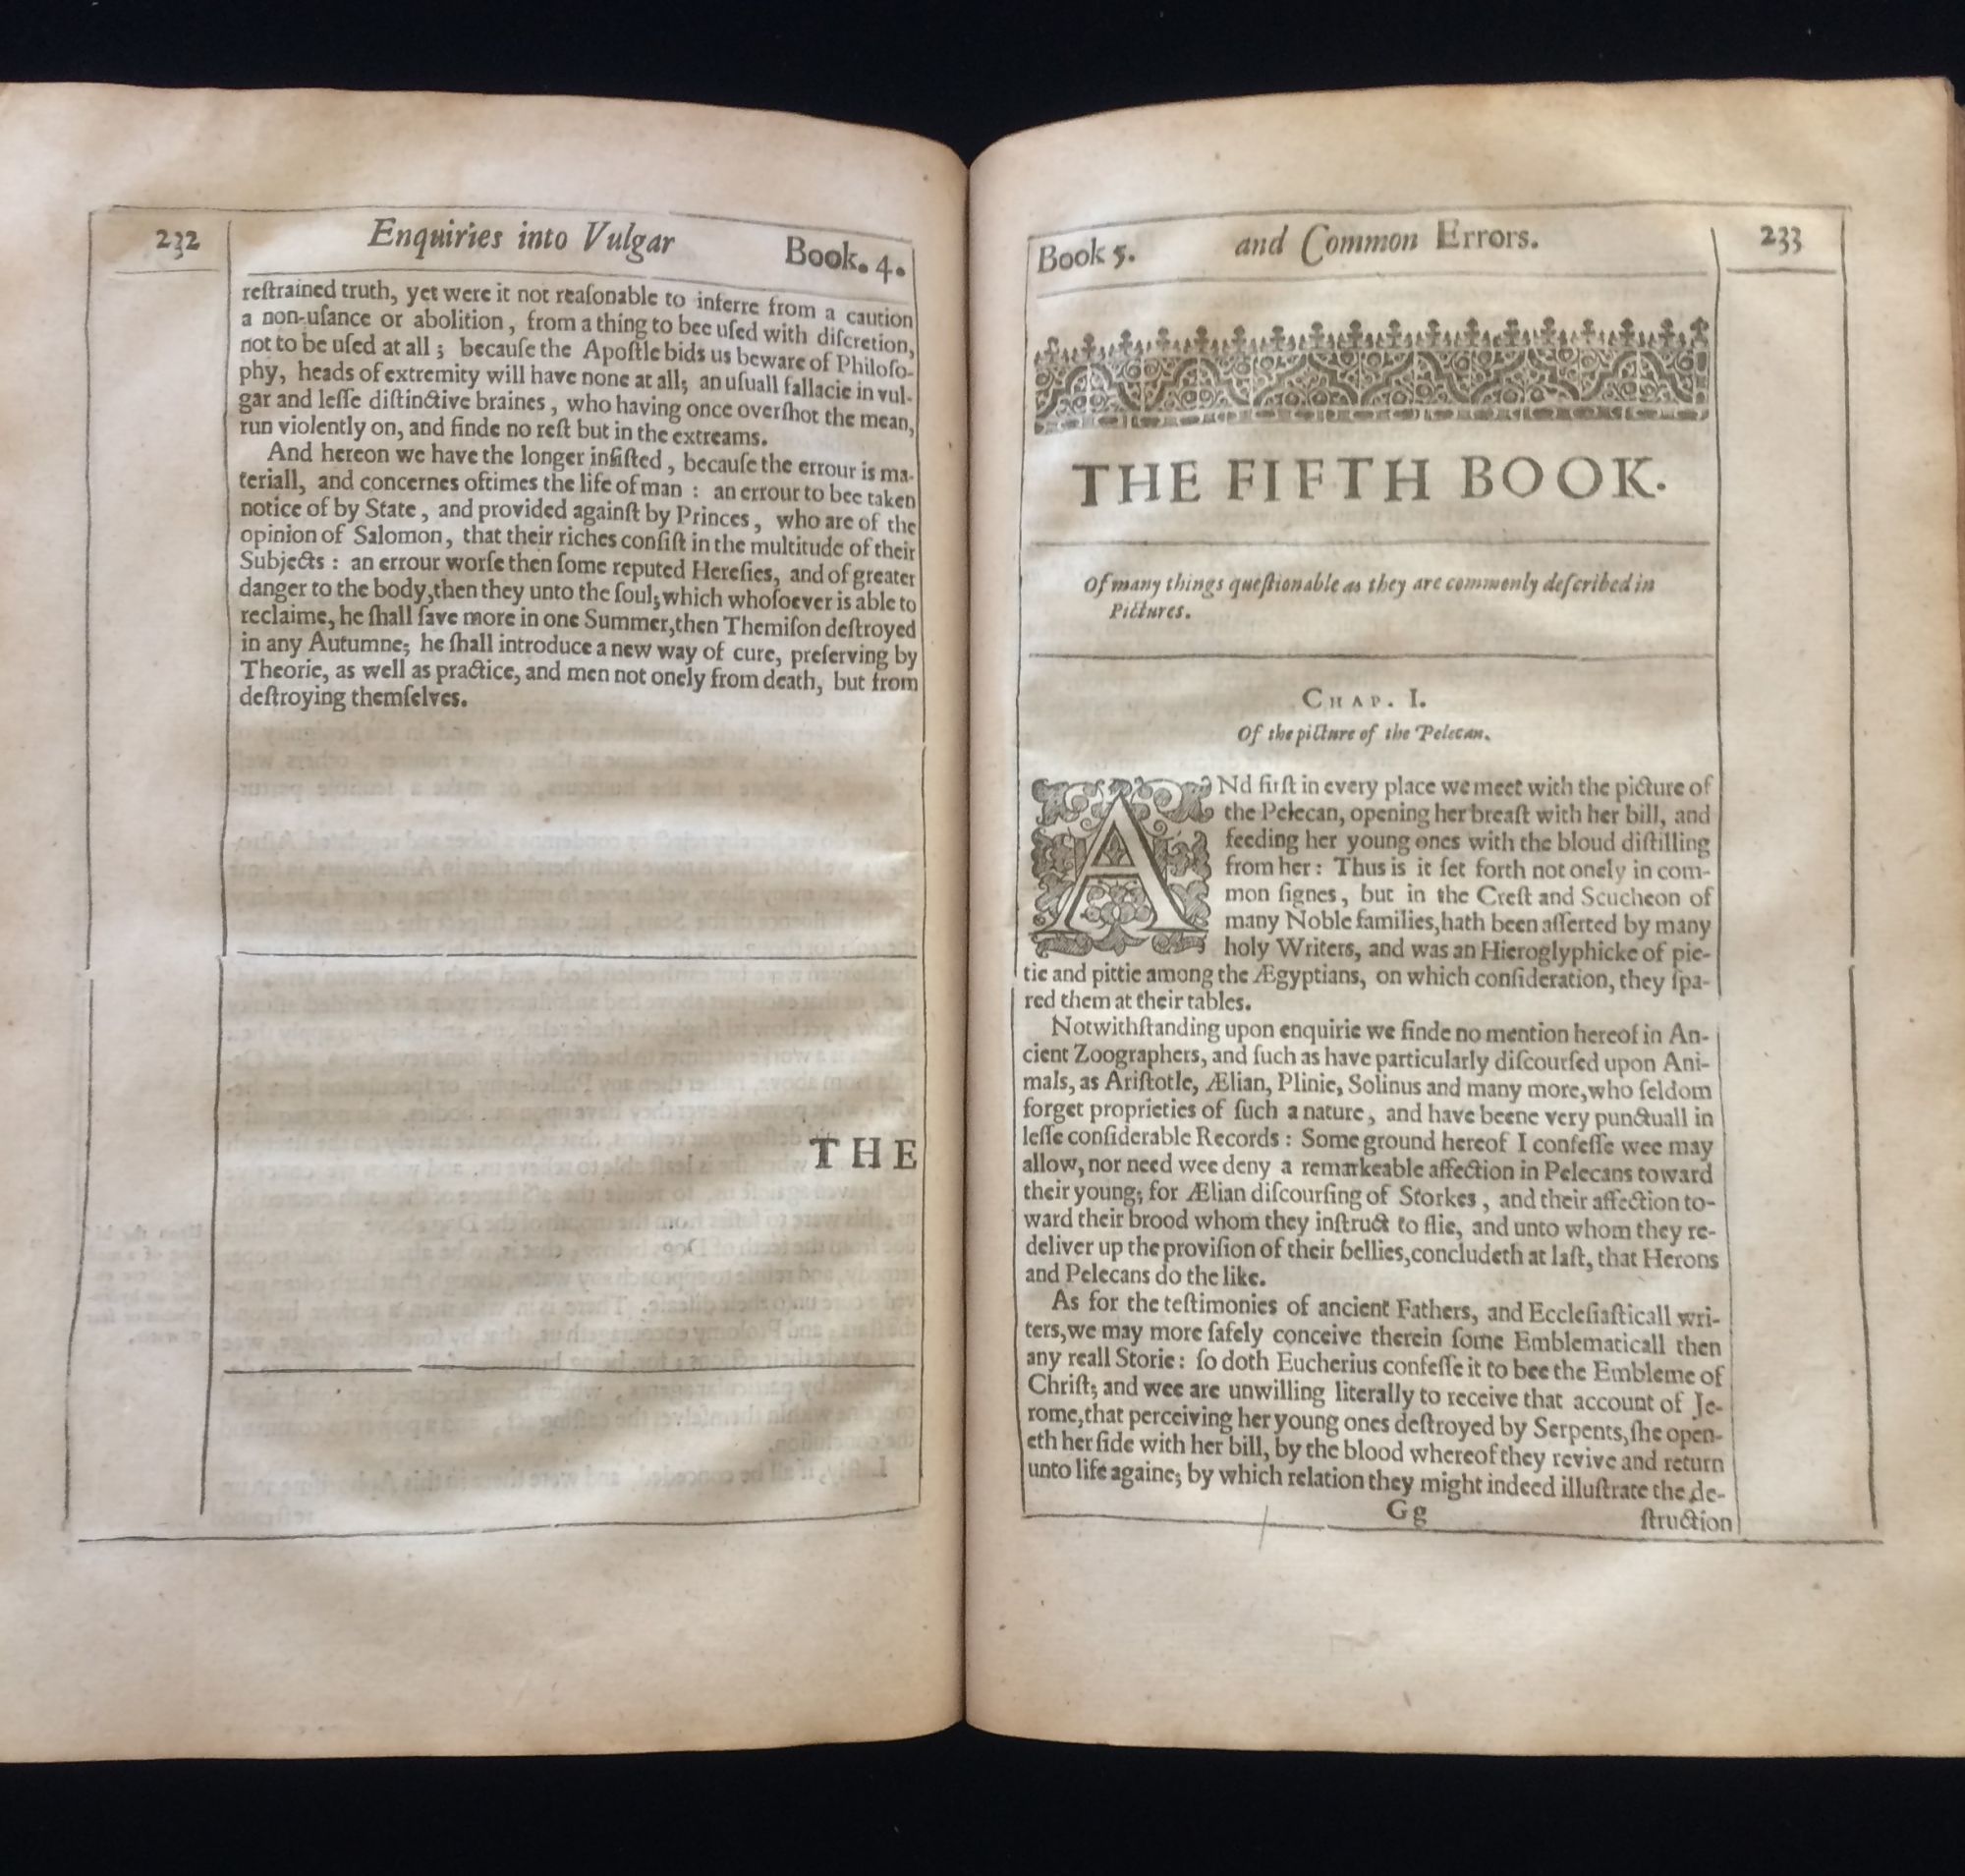 232
Enquiries into Vulgar
Book. 4.
reſtrained truth, yet were it not reaſonable to inferre from a caution
a non-uſance or abolition, from a thing to bee uſed with diſcretion,
not to be uſed at all; becauſe the Apoſtle bids us beware of Philoſo-
phy, heads of extremity will have none at all; an uſuall fallacie in vul-
gar and leſſe diſtinctive braines, who having once overſhot the mean,
run violently on, and finde no reſt but in the extreams.
And hereon we have the longer inſiſted, becauſe the errour is ma-
teriall, and concernes oftimes the life of man: an errour to bee taken
notice of by State, and provided againſt by Princes, who are of the
opinion of Salomon, that their riches conſiſt in the multitude of their
Subjects: an errour worſe then ſome reputed Hereſies, and of greater
danger to the body, then they unto the ſoul; which whoſoever is able to
reclaime, he ſhall ſave more in one Summer, then Themiſon deſtroyed
in any Autumne; he ſhall introduce a new way of cure, preſerving by
Theorie, as well as practice, and men not onely from death, but from
deſtroying themſelves.
THE
Book 5.
and Common Errors.
233
THE FIFTH BOOK.
Of many things queſtionable as they are commonly deſcribed in
Pictures.
CHAP. I.
Of the picture of the Pelecan.
ANd firſt in every place we meet with the picture of
the Pelecan, opening her breaſt with her bill, and
feeding her young ones with the bloud diſtilling
from her: Thus is it ſet forth not onely in com-
mon ſignes, but in the Creſt and Scucheon of
many Noble families, hath been aſſerted by many
holy Writers, and was an Hieroglyphicke of pie-
tie and pittie among the Ægyptians, on which conſideration, they ſpa-
red them at their tables.
Notwithſtanding upon enquirie we finde no mention hereof in An-
cient Zoographers, and ſuch as have particularly diſcourſed upon Ani-
mals, as Ariſtotle, Ælian, Plinie, Solinus and many more, who ſeldom
forget proprieties of ſuch a nature, and have beene very punctuall in
leſſe conſiderable Records: Some ground hereof I confeſſe wee may
allow, nor need wee deny a remarkeable affection in Pelecans toward
their young; for Ælian diſcourſing of Storkes, and their affection to-
ward their brood whom they inſtruct to flie, and unto whom they re-
deliver up the proviſion of their bellies, concludeth at laſt, that Herons
and Pelecans do the like.
As for the teſtimonies of ancient Fathers, and Eccleſiaſticall wri-
ters, we may more ſafely conceive therein ſome Emblematicall then
any reall Storie: ſo doth Eucherius confeſſe it to bee the Embleme of
Chriſt; and wee are unwilling literally to receive that account of Je-
rome, that perceiving her young ones deſtroyed by Serpents, ſhe open-
eth her ſide with her bill, by the blood whereof they revive and return
unto life againe; by which relation they might indeed illuſtrate the de-
Gg
ſtruction